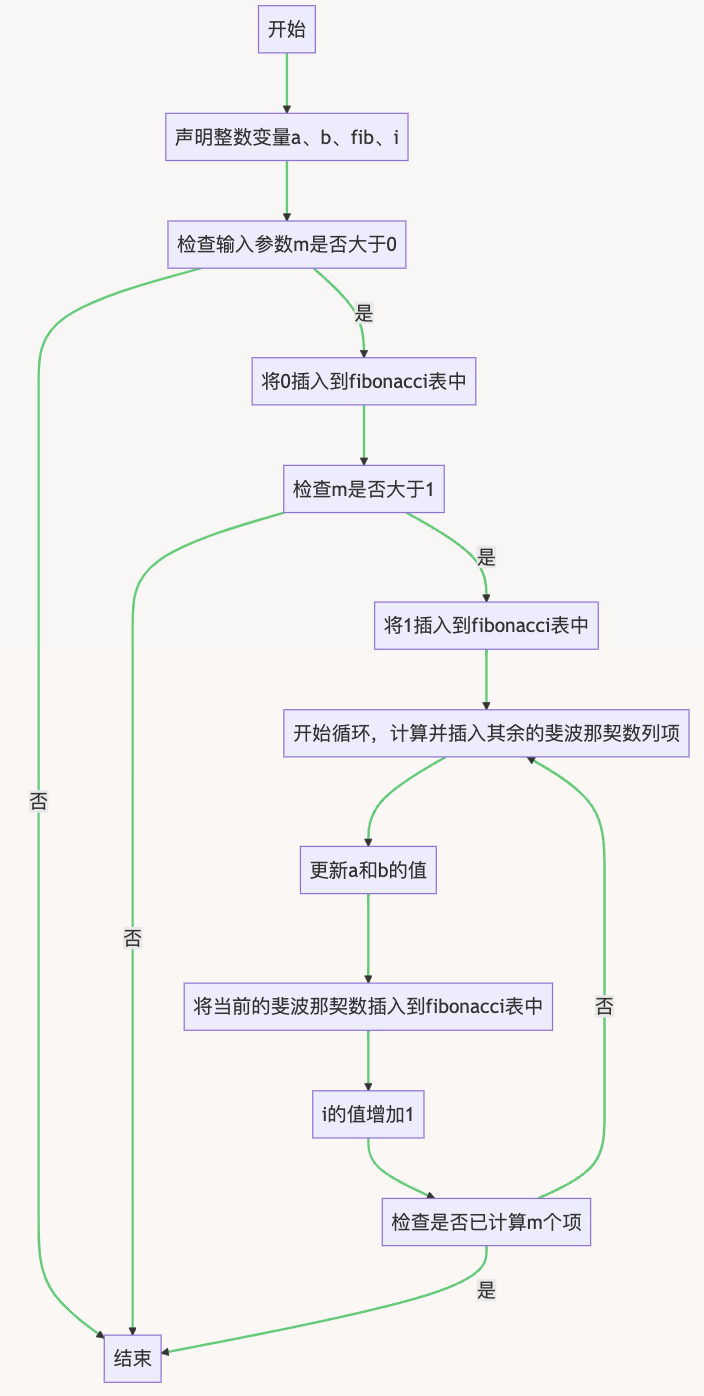 开始
声明整数变量a、b、fib、i
检查输入参数m是否大于0
是
将0插入到fibonacci表中
检查m是否大于1
是
将1插入到fibonacci表中
开始循环，计算并插入其余的斐波那契数列项
否
更新a和b的值
否
将当前的斐波那契数插入到fibonacci表中
否
i的值增加1
检查是否已计算m个项
是
结束